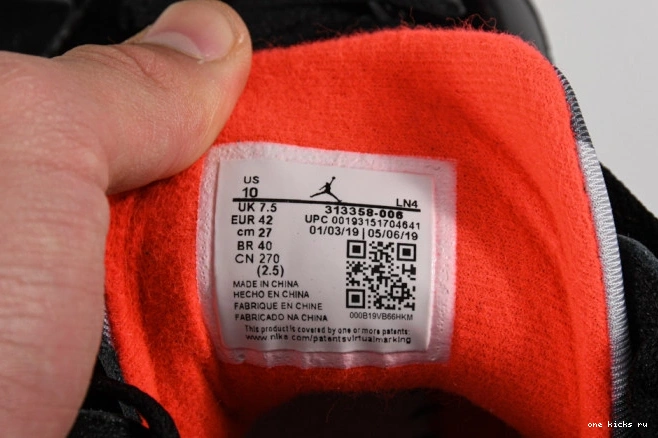 US
10
LN4
UK 7.5
313358-006
EUR 42
UPC 00193151704641
cm 27
01/03/19 | 05/06/19
BR 40
CN 270
(2.5)
MADE IN CHINA
HECHO EN CHINA
FABRIQUE EN CHINE
FABRICADO NA CHINA
000B19VB66HKM
This product is covered by one or more patents:
www.nike.com/patentsvirtualmarking
one kicks ru